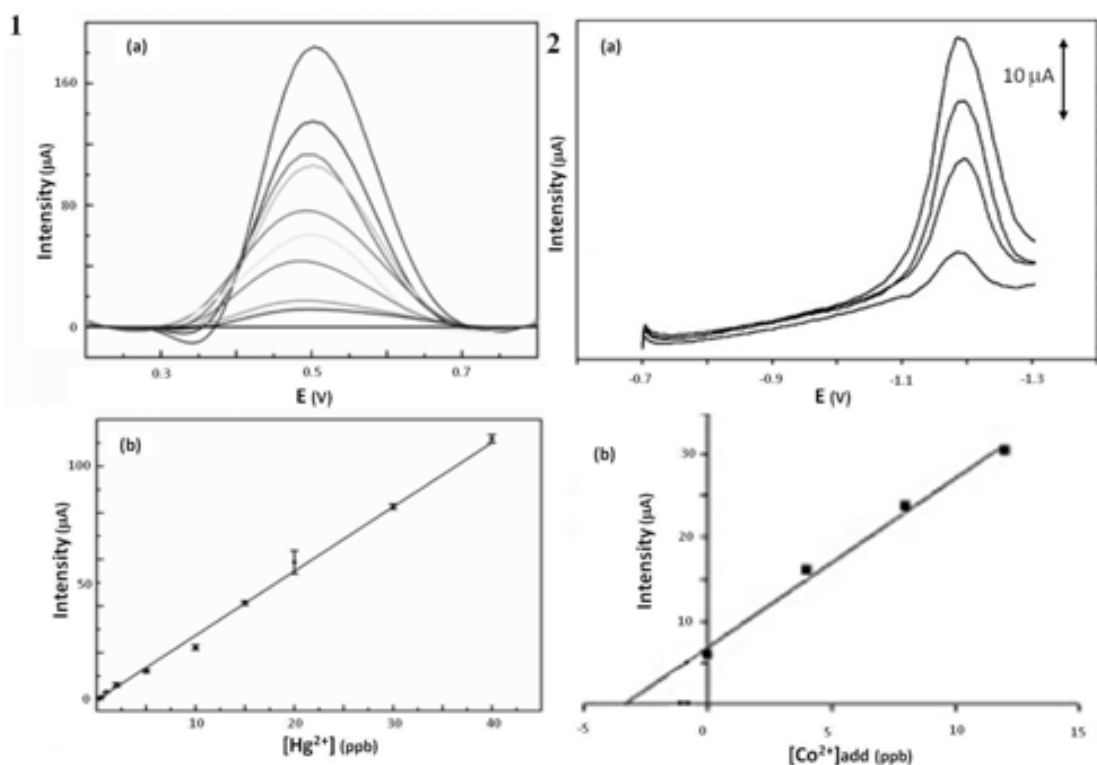 1
(a)
Intensity (µA)
160
80
0
0.3
0.5
0.7
E (V)
2
(a)
Intensity (µA)
10 µA
-0.7
-0.9
-1.1
-1.3
E (V)
(b)
Intensity (µA)
100
50
0
10
20
30
40
[Hg²⁺] (ppb)
(b)
Intensity (µA)
30
20
10
0
-5
0
5
10
15
[Co²⁺]add (ppb)